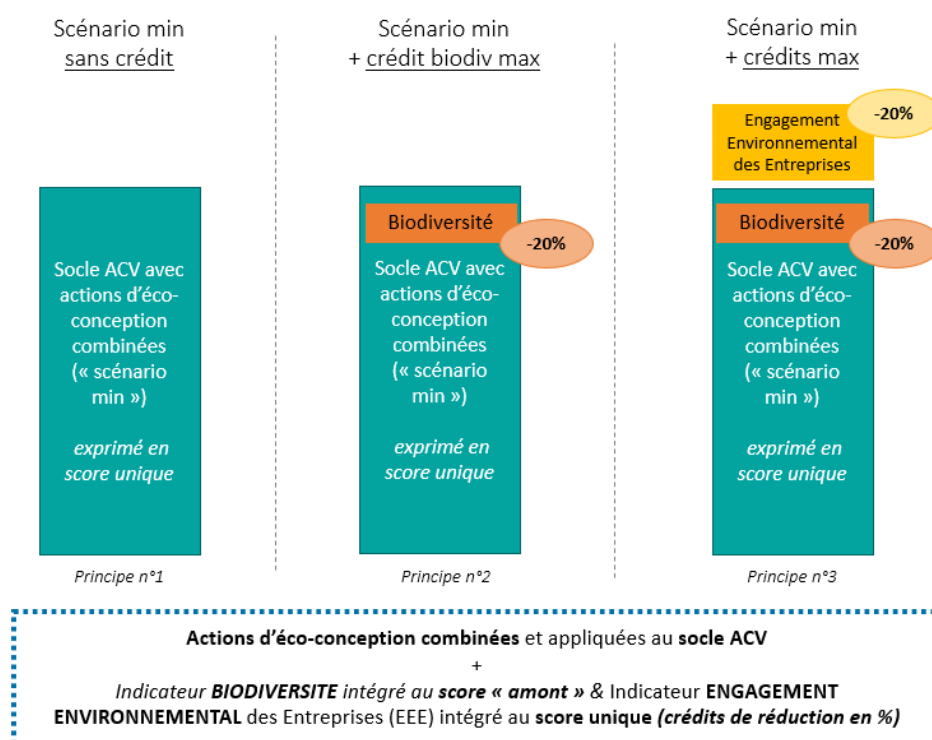 Scénario min
sans crédit
Scénario min
+ crédit biodiv max
Scénario min
+ crédits max
Engagement
Environnemental
des Entreprises
-20%
Socle ACV avec
actions d'éco-
conception
combinées
(« scénario
min »)
exprimé en
score unique
Biodiversité
-20%
Socle ACV avec
actions d'éco-
conception
combinées
(« scénario
min »)
exprimé en
score unique
Biodiversité
-20%
Socle ACV avec
actions d'éco-
conception
combinées
(« scénario
min »)
exprimé en
score unique
Principe n°1
Principe n°2
Principe n°3
Actions d'éco-conception combinées et appliquées au socle ACV
+
Indicateur BIODIVERSITE intégré au score « amont » & Indicateur ENGAGEMENT
ENVIRONNEMENTAL des Entreprises (EEE) intégré au score unique (crédits de réduction en %)